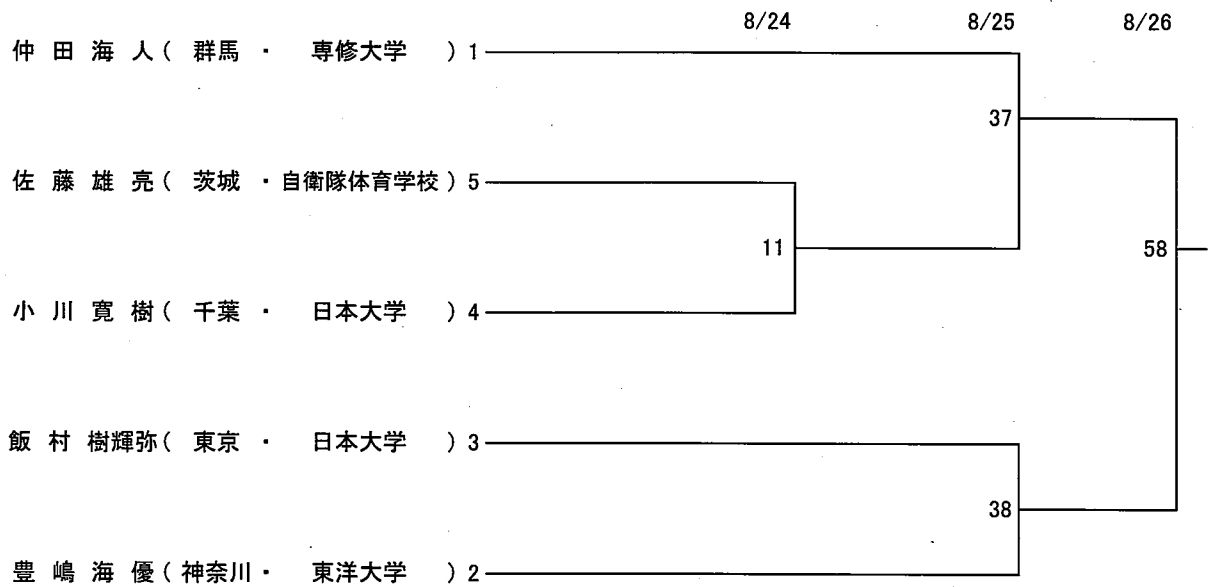 8/24 8/25 8/26
仲田海人(群馬・専修大学)1
37
佐藤雄亮(茨城・自衛隊体育学校)5
11 58
小川寛樹(千葉・日本大学)4
飯村樹輝弥(東京・日本大学)3
38
豊嶋海優(神奈川・東洋大学)2